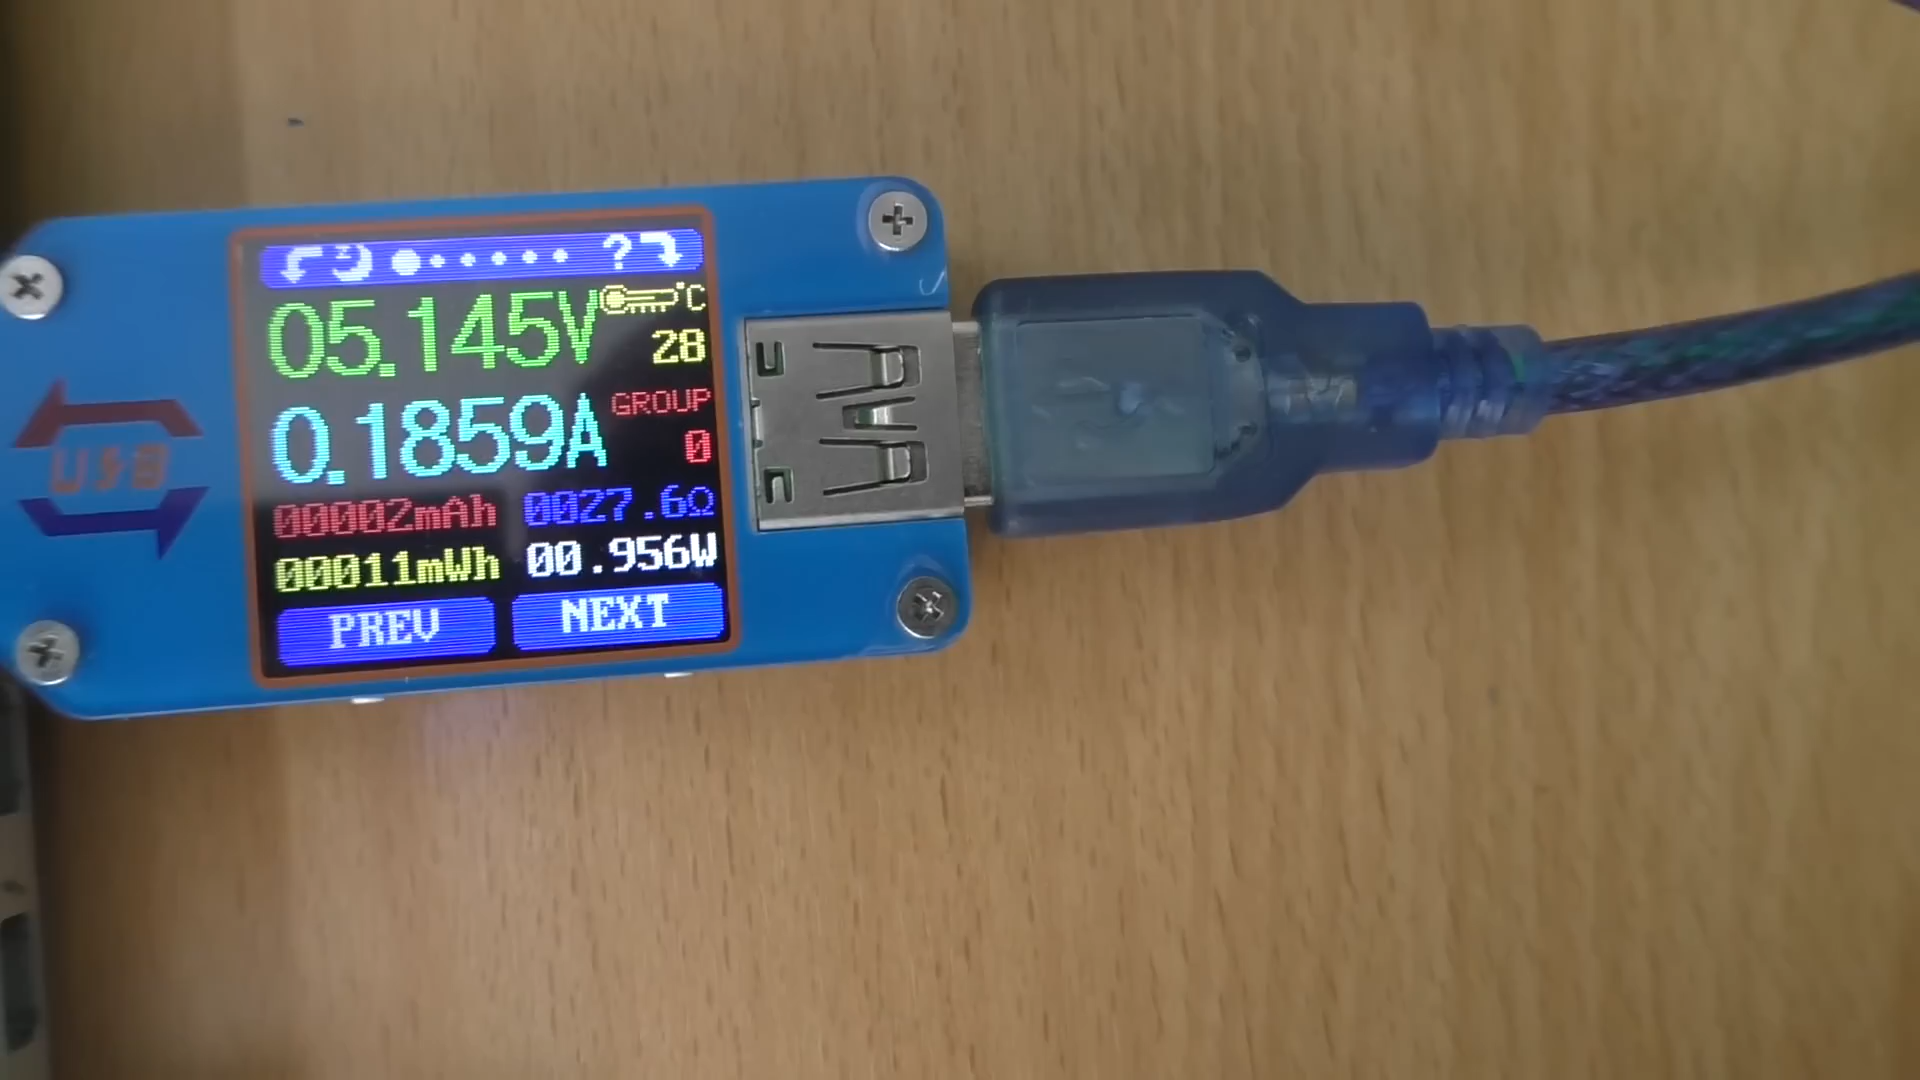 ?
05.145V °C
28
0.1859A GROUP
0
00002mAh 0027.6Ω
00011mWh 00.956W
PREV NEXT
USB